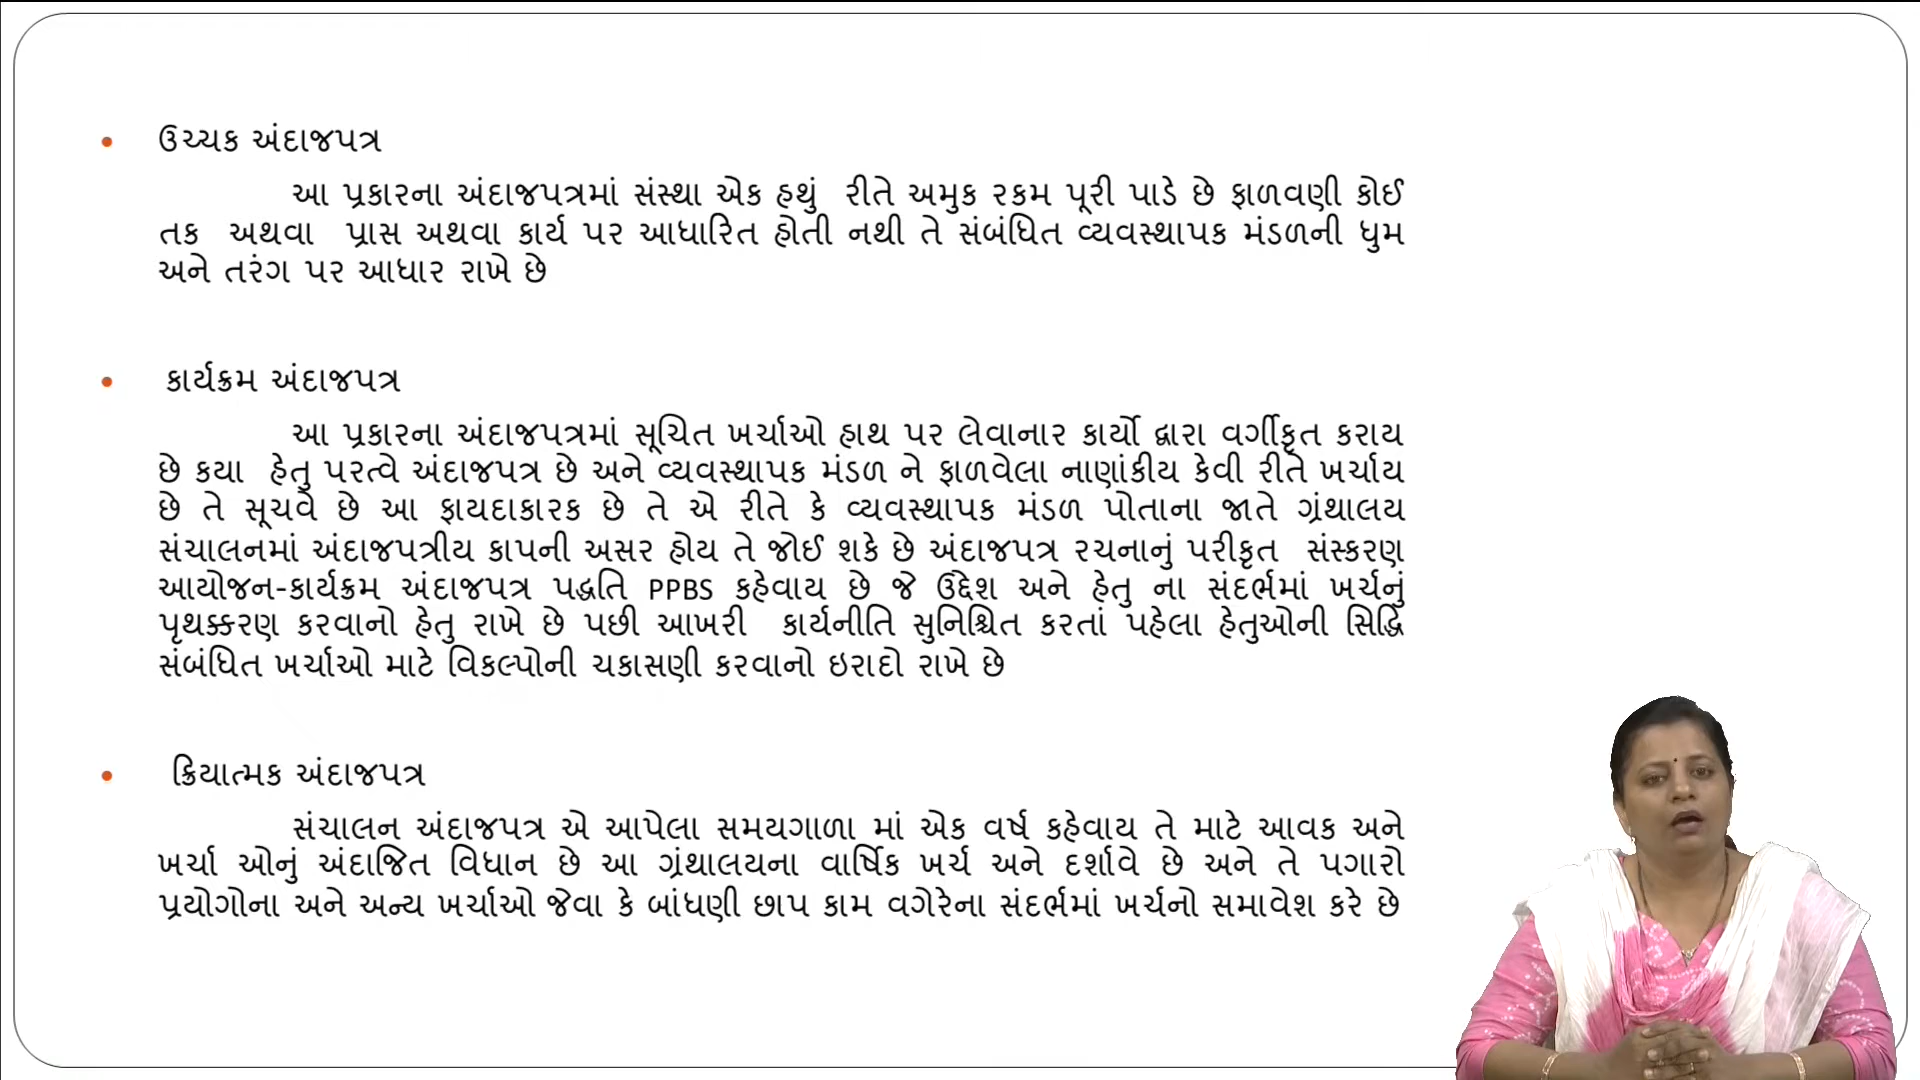 • ઉચ્ચક અંદાજપત્ર
આ પ્રકારના અંદાજપત્રમાં સંસ્થા એક હથું રીતે અમુક રકમ પૂરી પાડે છે ફાળવણી કોઈ
તક અથવા પ્રાસ અથવા કાર્ય પર આધારિત હોતી નથી તે સંબંધિત વ્યવસ્થાપક મંડળની ધુમ
અને તરંગ પર આધાર રાખે છે
• કાર્યક્રમ અંદાજપત્ર
આ પ્રકારના અંદાજપત્રમાં સૂચિત ખર્ચાઓ હાથ પર લેવાનાર કાર્યો દ્વારા વર્ગીકૃત કરાય
છે કયા હેતુ પરત્વે અંદાજપત્ર છે અને વ્યવસ્થાપક મંડળ ને ફાળવેલા નાણાંકીય કેવી રીતે ખર્ચાય
છે તે સૂચવે છે આ ફાયદાકારક છે તે એ રીતે કે વ્યવસ્થાપક મંડળ પોતાના જાતે ગ્રંથાલય
સંચાલનમાં અંદાજપત્રીય કાપની અસર હોય તે જોઈ શકે છે અંદાજપત્ર રચનાનું પરીકૃત સંસ્કરણ
આયોજન-કાર્યક્રમ અંદાજપત્ર પદ્ધતિ PPBS કહેવાય છે જે ઉદ્દેશ અને હેતુ ના સંદર્ભમાં ખર્ચનું
પૃથક્કરણ કરવાનો હેતુ રાખે છે પછી આખરી કાર્યનીતિ સુનિશ્ચિત કરતાં પહેલા હેતુઓની સિદ્ધિ
સંબંધિત ખર્ચાઓ માટે વિકલ્પોની ચકાસણી કરવાનો ઇરાદો રાખે છે
• ક્રિયાત્મક અંદાજપત્ર
સંચાલન અંદાજપત્ર એ આપેલા સમયગાળા માં એક વર્ષ કહેવાય તે માટે આવક અને
ખર્ચા ઓનું અંદાજિત વિધાન છે આ ગ્રંથાલયના વાર્ષિક ખર્ચ અને દર્શાવે છે અને તે પગારો
પ્રયોગોના અને અન્ય ખર્ચાઓ જેવા કે બાંધણી છાપ કામ વગેરેના સંદર્ભમાં ખર્ચનો સમાવેશ કરે છે